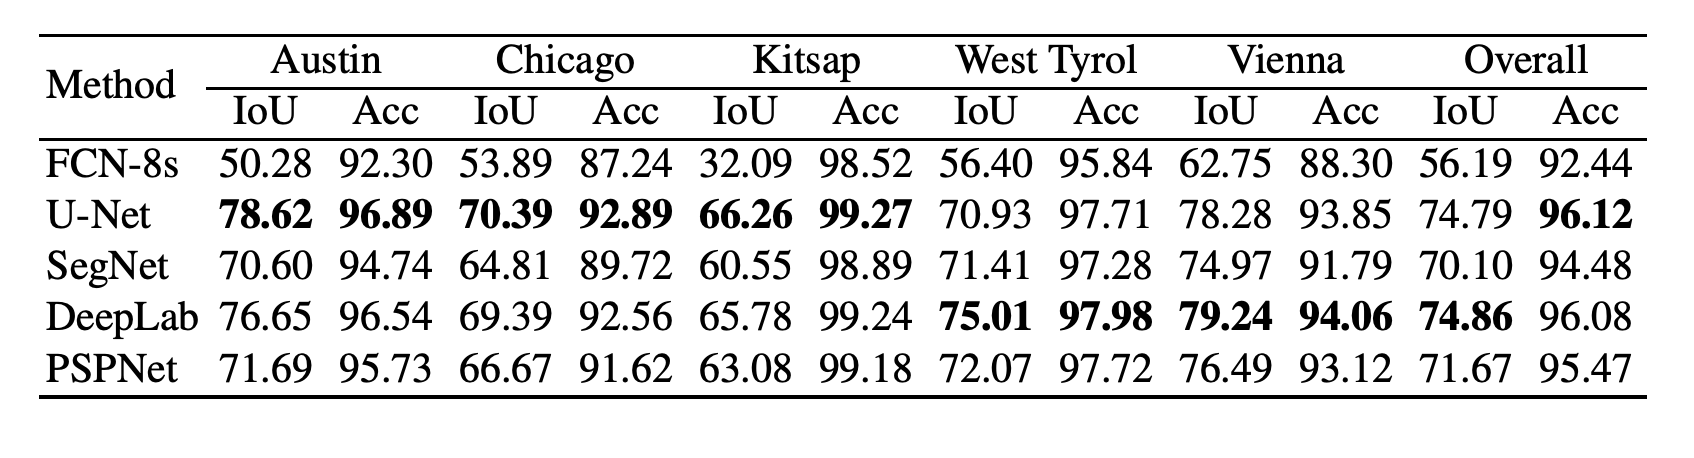 Method Austin Chicago Kitsap West Tyrol Vienna Overall
IoU Acc IoU Acc IoU Acc IoU Acc IoU Acc IoU Acc
FCN-8s 50.28 92.30 53.89 87.24 32.09 98.52 56.40 95.84 62.75 88.30 56.19 92.44
U-Net 78.62 96.89 70.39 92.89 66.26 99.27 70.93 97.71 78.28 93.85 74.79 96.12
SegNet 70.60 94.74 64.81 89.72 60.55 98.89 71.41 97.28 74.97 91.79 70.10 94.48
DeepLab 76.65 96.54 69.39 92.56 65.78 99.24 75.01 97.98 79.24 94.06 74.86 96.08
PSPNet 71.69 95.73 66.67 91.62 63.08 99.18 72.07 97.72 76.49 93.12 71.67 95.47